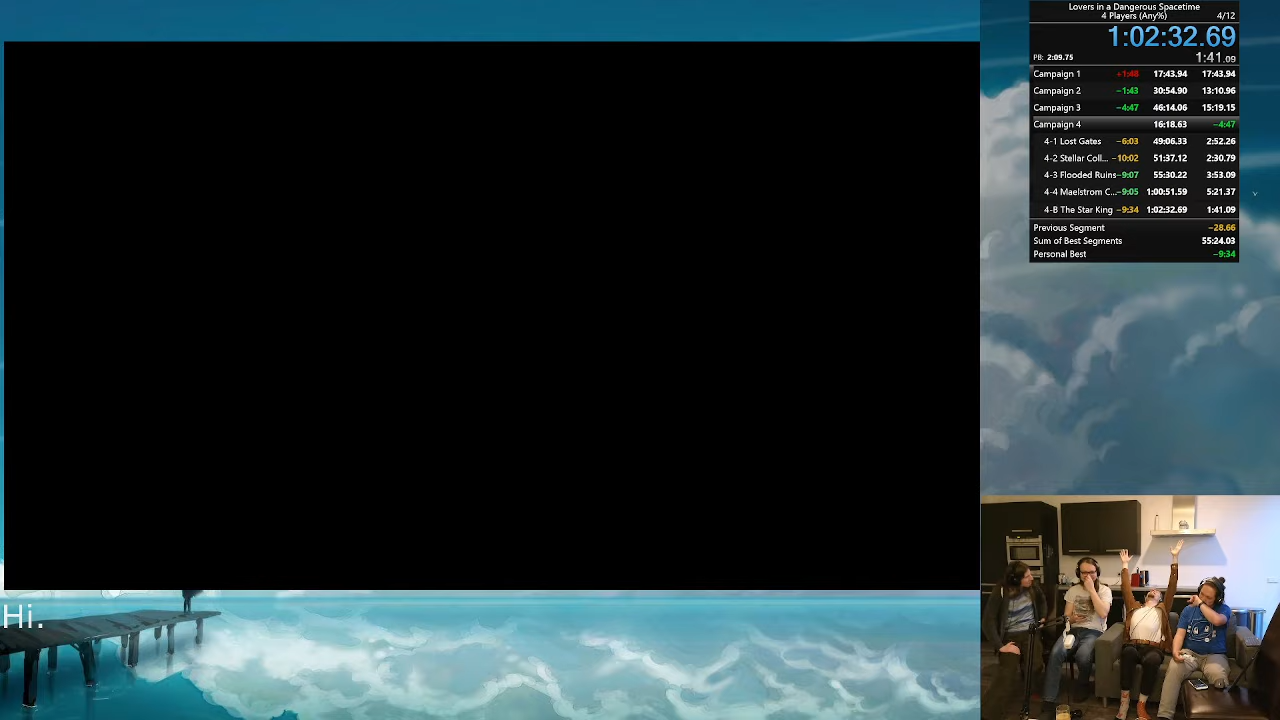 Lovers in a Dangerous Spacetime
4 Players (Any%) 4/12
1:02:32.69
PB: 2:09.75 1:41.09
Campaign 1 +1:48 17:43.94 17:43.94
Campaign 2 −1:43 30:54.90 13:10.96
Campaign 3 −4:47 46:14.06 15:19.15
Campaign 4 16:18.63 −4:47
4-1 Lost Gates −6:03 49:06.33 2:52.26
4-2 Stellar Coll... −10:02 51:37.12 2:30.79
4-3 Flooded Ruins −9:07 55:30.22 3:53.09
4-4 Maelstrom C... −9:05 1:00:51.59 5:21.37
4-B The Star King −9:34 1:02:32.69 1:41.09
Previous Segment −28.66
Sum of Best Segments 55:24.03
Personal Best −9:34
Hi.